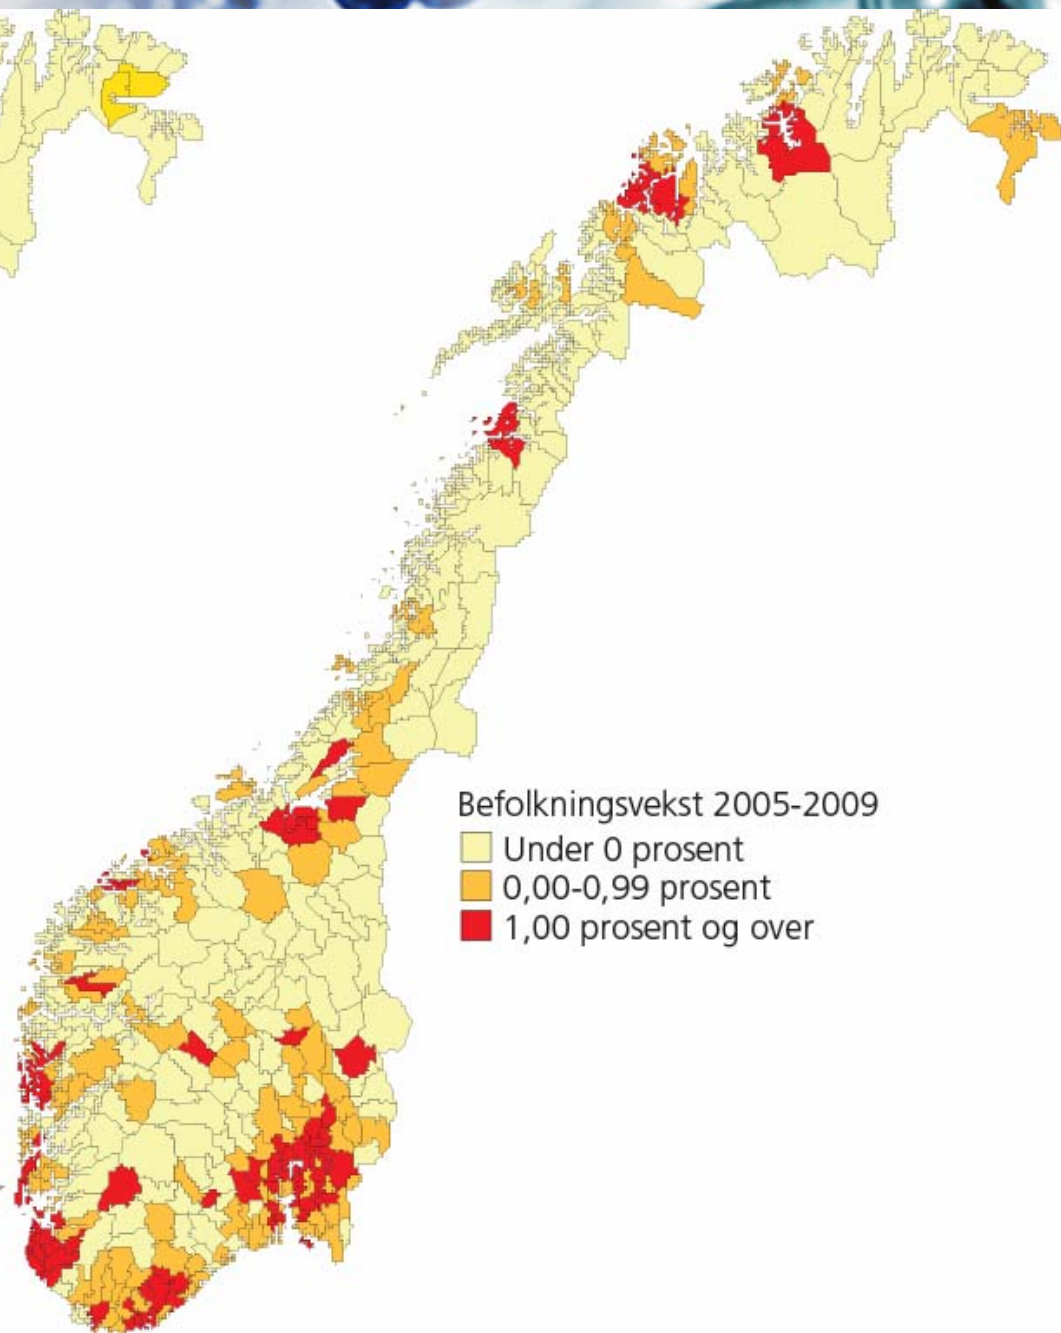 Befolkningsvekst 2005-2009
Under 0 prosent
0,00-0,99 prosent
1,00 prosent og over